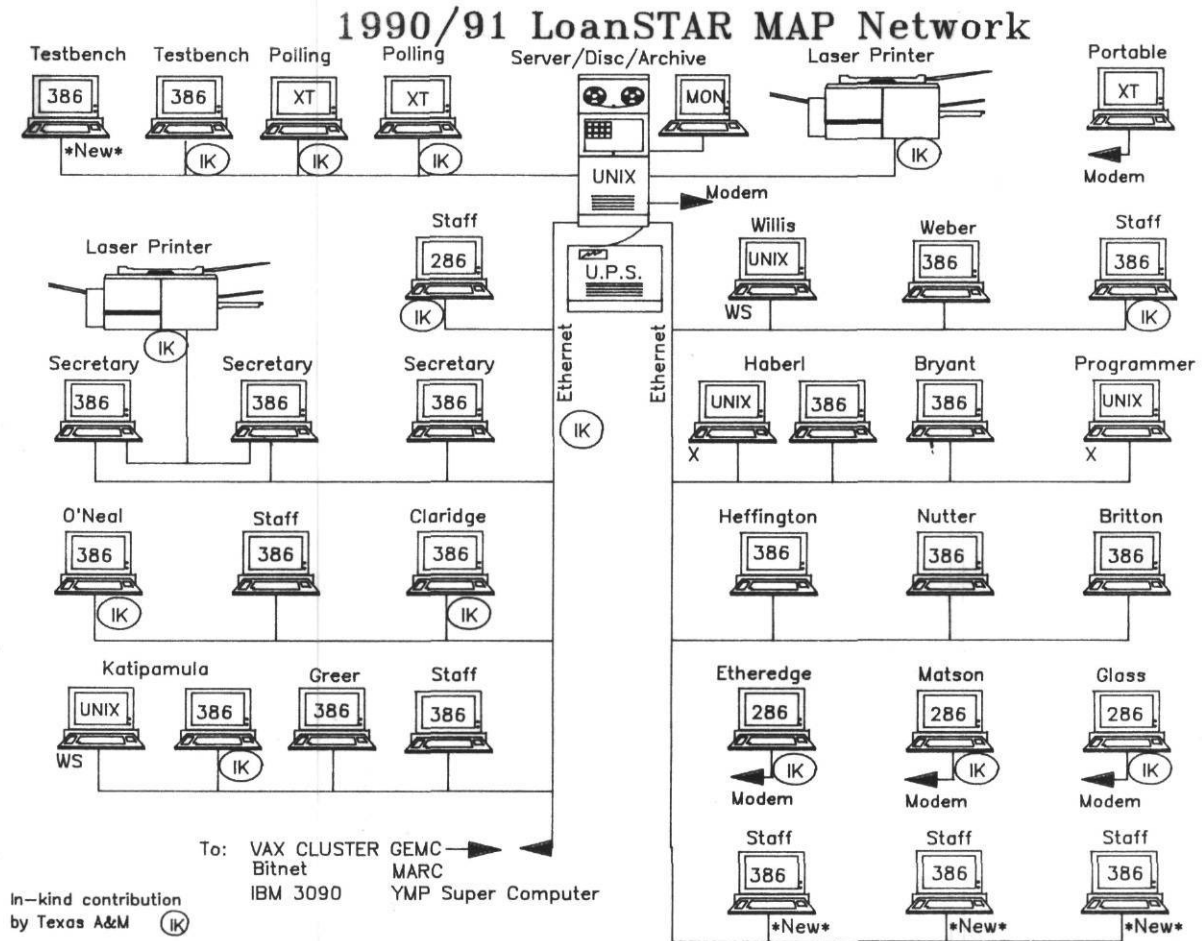 1990/91 LoanSTAR MAP Network
Testbench Testbench Polling Polling Server/Disc/Archive Laser Printer Portable
386 386 XT XT MON XT
*New* IK IK IK UNIX IK
Modem Modem
Staff Willis Weber Staff
Laser Printer
286 U.P.S. UNIX 386 386
IK WS IK
IK Ethernet Ethernet
Secretary Secretary Secretary Haberl Bryant Programmer
386 386 386 UNIX 386 386 UNIX
IK
X X
O'Neal Staff Claridge Heffington Nutter Britton
386 386 386 386 386 386
IK IK
Katipamula Greer Staff Etheredge Matson Glass
UNIX 386 386 386 286 286 286
WS IK IK IK IK
Modem Modem Modem
Staff Staff Staff
386 386 386
*New* *New* *New*
To: VAX CLUSTER GEMC
Bitnet MARC
IBM 3090 YMP Super Computer
In-kind contribution
by Texas A&M IK